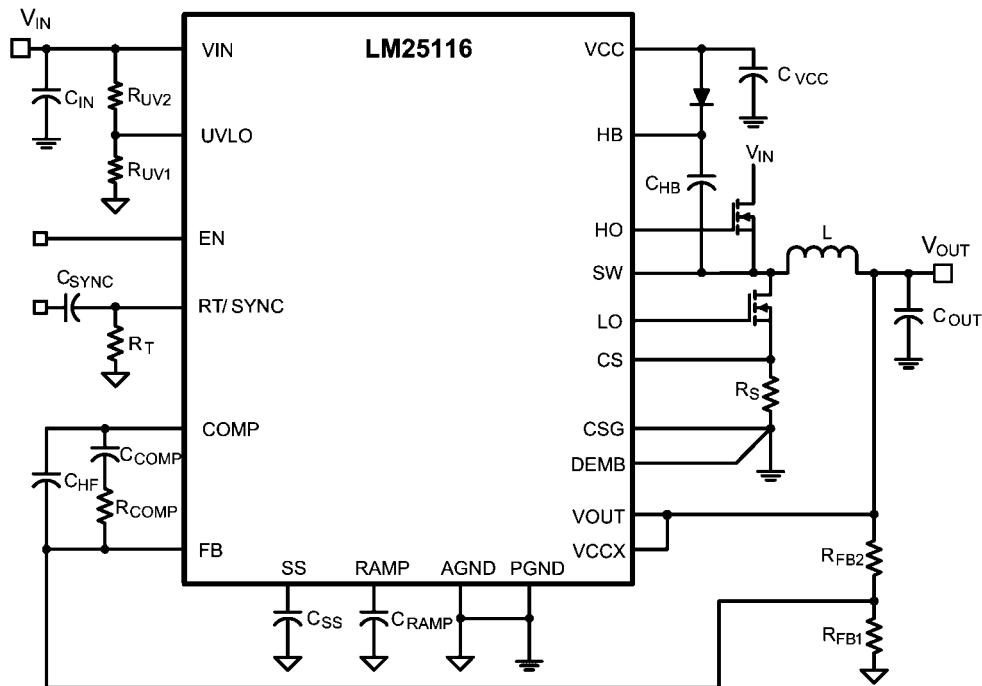 VIN
LM25116
VIN
VCC
CVCC
CIN
RUV2
UVLO
HB
RUV1
VIN
CHB
HO
EN
L
VOUT
SW
CSYNC
RT/SYNC
LO
COUT
RT
CS
RS
COMP
CSG
CCOMP
DEMB
CHF
RCOMP
VOUT
FB
VCCX
RFB2
SS
RAMP
AGND
PGND
CSS
CRAMP
RFB1